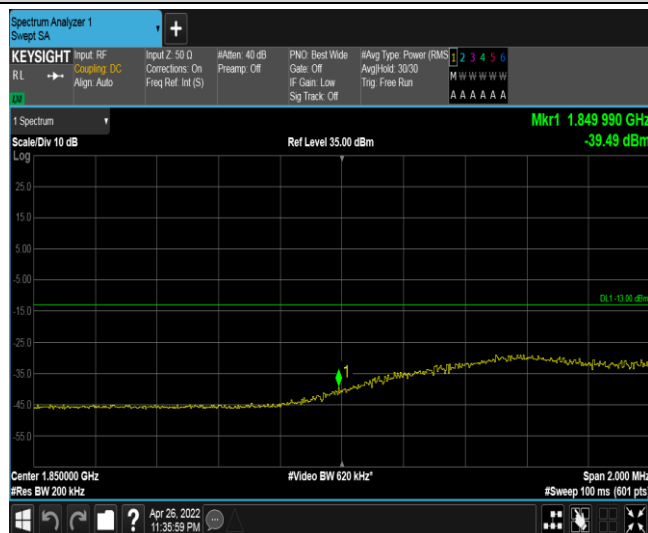 Spectrum Analyzer 1
Swept SA
+
KEYSIGHT
RL
Input: RF
Coupling: DC
Align: Auto
Input Z: 50 Ω
Corrections: On
Freq Ref: Int (S)
#Atten: 40 dB
Preamp: Off
PNO: Best Wide
Gate: Off
IF Gain: Low
Sig Track: Off
#Avg Type: Power (RMS
Avg|Hold: 30/30
Trig: Free Run
1 2 3 4 5 6
M W W W W W
A A A A A A
1 Spectrum
Scale/Div 10 dB
Log
Ref Level 35.00 dBm
Mkr1 1.849 990 GHz
-39.49 dBm
25.0
15.0
5.00
-5.00
DL1 -13.00 dBm
-15.0
-25.0
1
-35.0
-45.0
-55.0
Center 1.850000 GHz
#Video BW 620 kHz*
Span 2.000 MHz
#Res BW 200 kHz
#Sweep 100 ms (601 pts)
?
Apr 26, 2022
11:35:59 PM